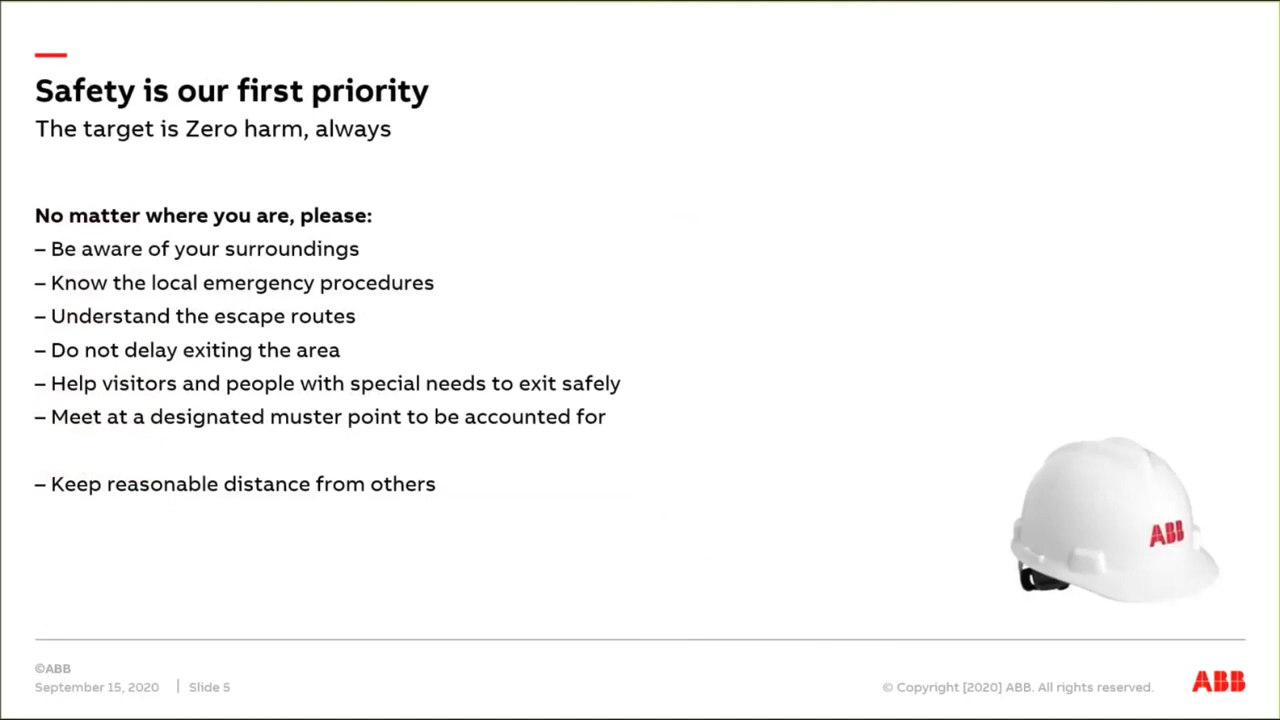 Safety is our first priority
The target is Zero harm, always
No matter where you are, please:
– Be aware of your surroundings
– Know the local emergency procedures
– Understand the escape routes
– Do not delay exiting the area
– Help visitors and people with special needs to exit safely
– Meet at a designated muster point to be accounted for
– Keep reasonable distance from others
ABB
©ABB
September 15, 2020 | Slide 5
© Copyright [2020] ABB. All rights reserved.
ABB